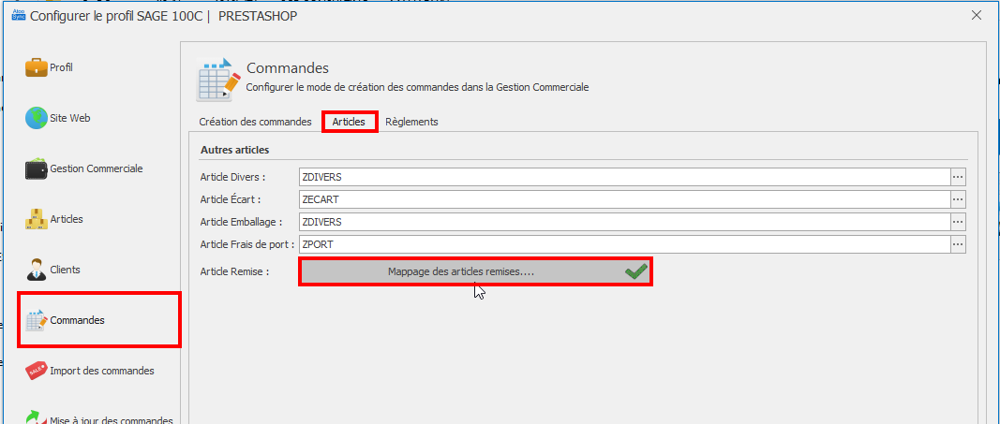 Atoo
Sync
Configurer le profil SAGE 100C | PRESTASHOP
Profil
Site Web
Gestion Commerciale
Articles
Clients
Commandes
Import des commandes
Mise à jour des commandes
Commandes
Configurer le mode de création des commandes dans la Gestion Commerciale
Création des commandes Articles Règlements
Autres articles
Article Divers : ZDIVERS ...
Article Écart : ZECART ...
Article Emballage : ZDIVERS ...
Article Frais de port : ZPORT ...
Article Remise : Mappage des articles remises....
SALE